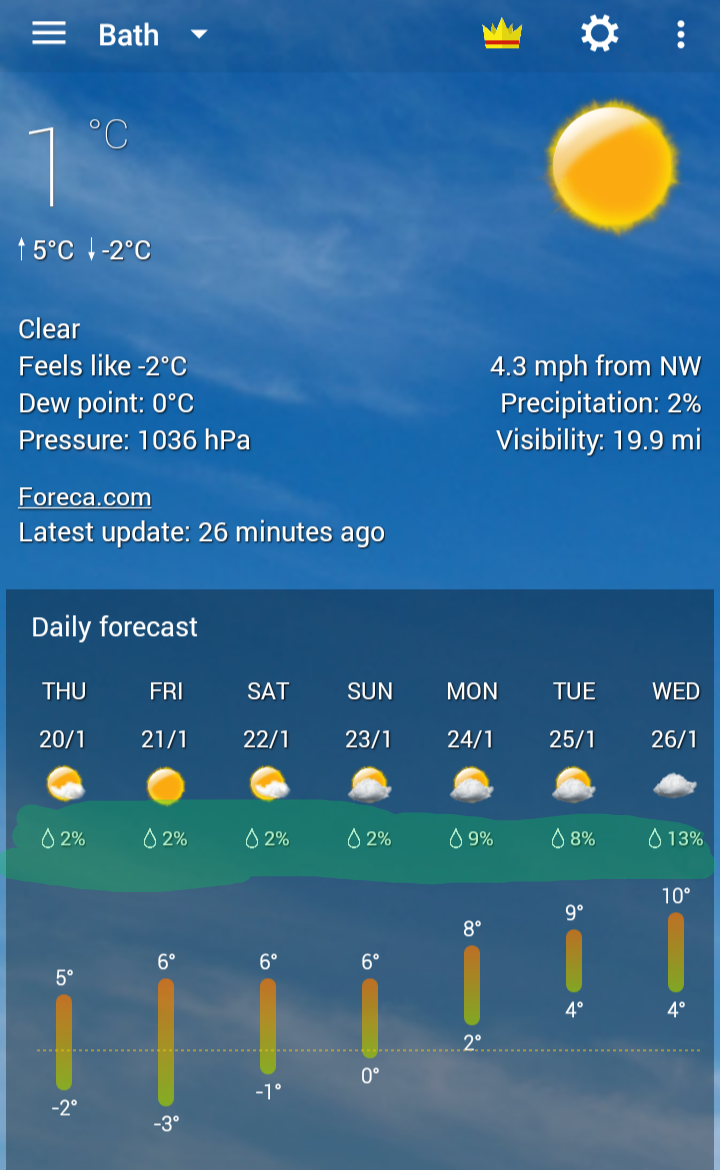 Bath
1 °C
5°C -2°C
Clear
Feels like -2°C 4.3 mph from NW
Dew point: 0°C Precipitation: 2%
Pressure: 1036 hPa Visibility: 19.9 mi
Foreca.com
Latest update: 26 minutes ago
Daily forecast
THU FRI SAT SUN MON TUE WED
20/1 21/1 22/1 23/1 24/1 25/1 26/1
2% 2% 2% 2% 9% 8% 13%
5° 6° 6° 6° 8° 9° 10°
-2° -3° -1° 0° 2° 4° 4°